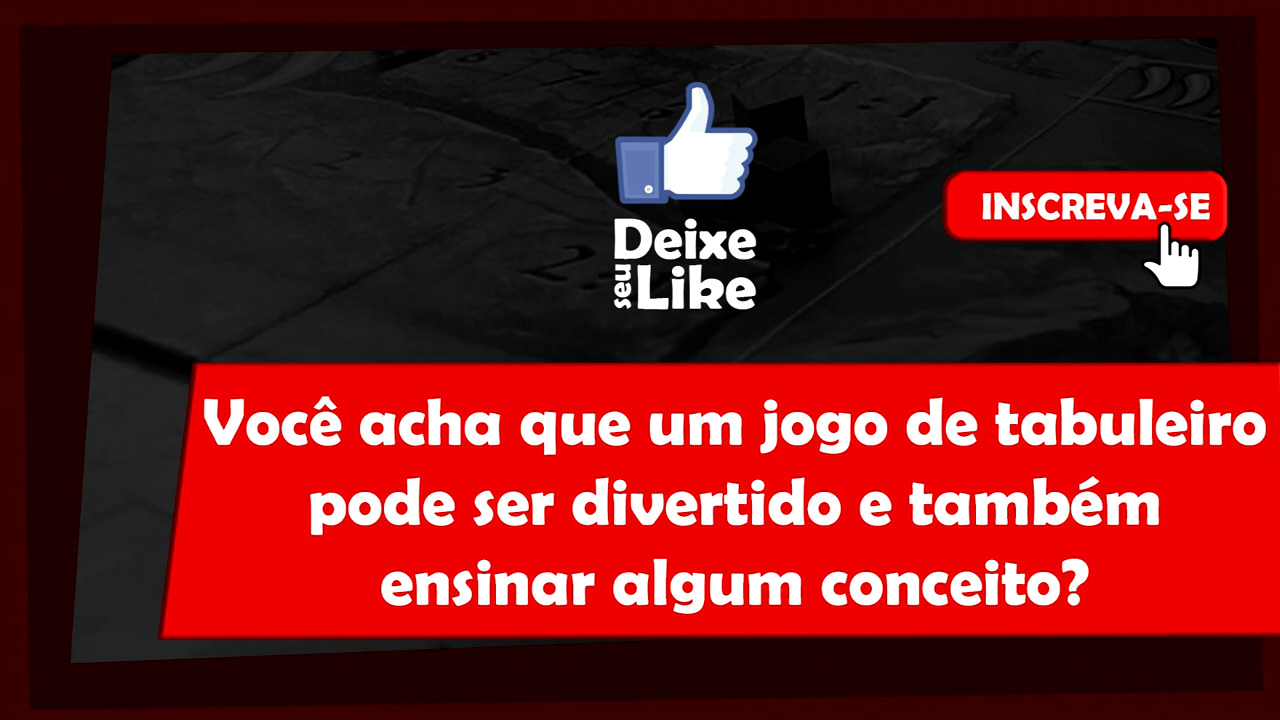 Deixe
seu Like
INSCREVA-SE
Você acha que um jogo de tabuleiro
pode ser divertido e também
ensinar algum conceito?